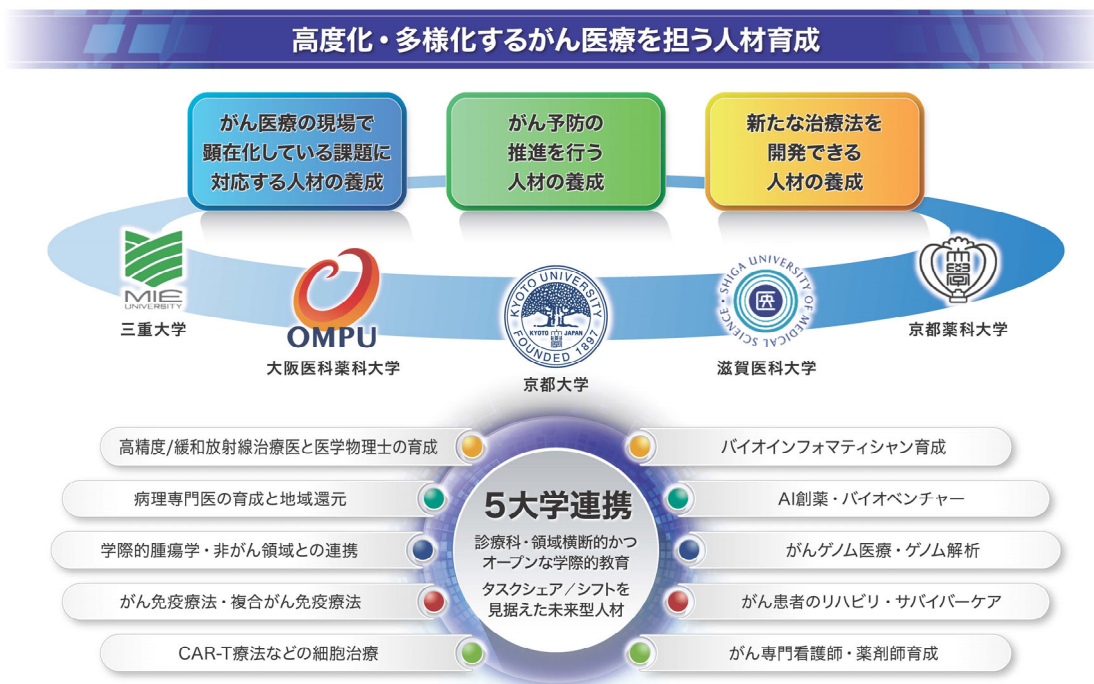 高度化・多様化するがん医療を担う人材育成
がん医療の現場で
顕在化している課題に
対応する人材の養成
がん予防の
推進を行う
人材の養成
新たな治療法を
開発できる
人材の養成
MIE
UNIVERSITY
三重大学
OMPU
大阪医科薬科大学
KYOTO UNIVERSITY
KYOTO JAPAN
FOUNDED 1897
京都大学
SHIGA UNIVERSITY OF MEDICAL SCIENCE
医
滋賀医科大学
大学
京都薬科大学
5大学連携
診療科・領域横断的かつ
オープンな学際的教育
タスクシェア／シフトを
見据えた未来型人材
高精度/緩和放射線治療医と医学物理士の育成
病理専門医の育成と地域還元
学際的腫瘍学・非がん領域との連携
がん免疫療法・複合がん免疫療法
CAR-T療法などの細胞治療
バイオインフォマティシャン育成
AI創薬・バイオベンチャー
がんゲノム医療・ゲノム解析
がん患者のリハビリ・サバイバーケア
がん専門看護師・薬剤師育成